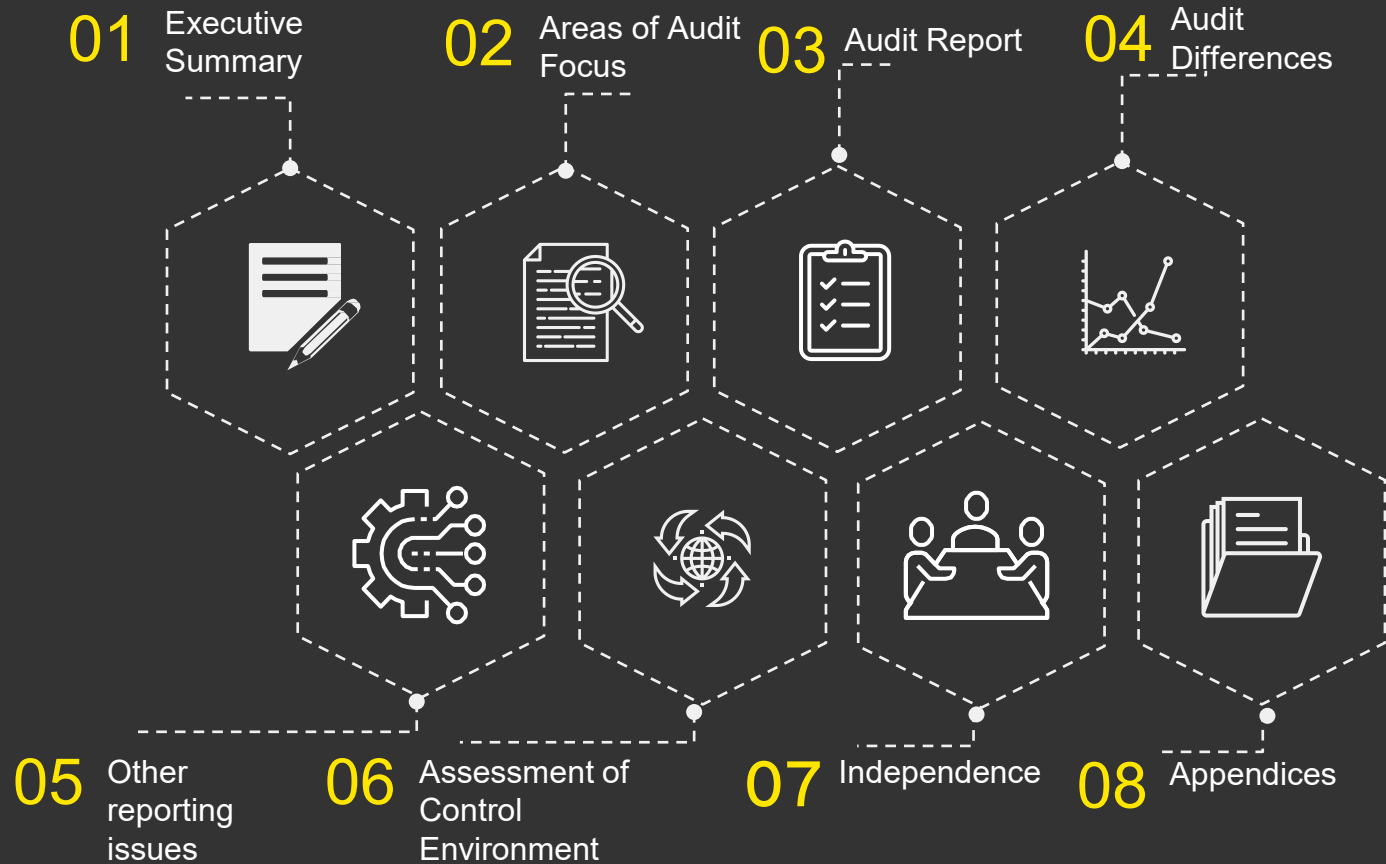 01
Executive
Summary
02
Areas of Audit
Focus
03
Audit Report
04
Audit
Differences
05
Other
reporting
issues
06
Assessment of
Control
Environment
07
Independence
08
Appendices